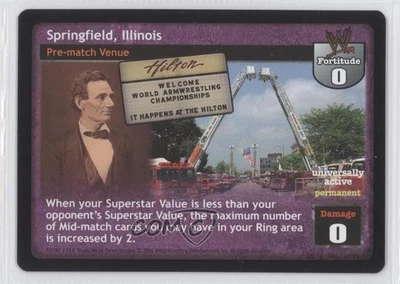 Springfield, Illinois
Pre-match Venue
Fortitude
0
Hilton
WELCOME
WORLD ARMWRESTLING
CHAMPIONSHIPS
IT HAPPENS AT THE HILTON
universally
active
permanent
When your Superstar Value is less than your
opponent's Superstar Value, the maximum number
of Mid-match cards you may have in your Ring area
is increased by 2.
Damage
0
COMC